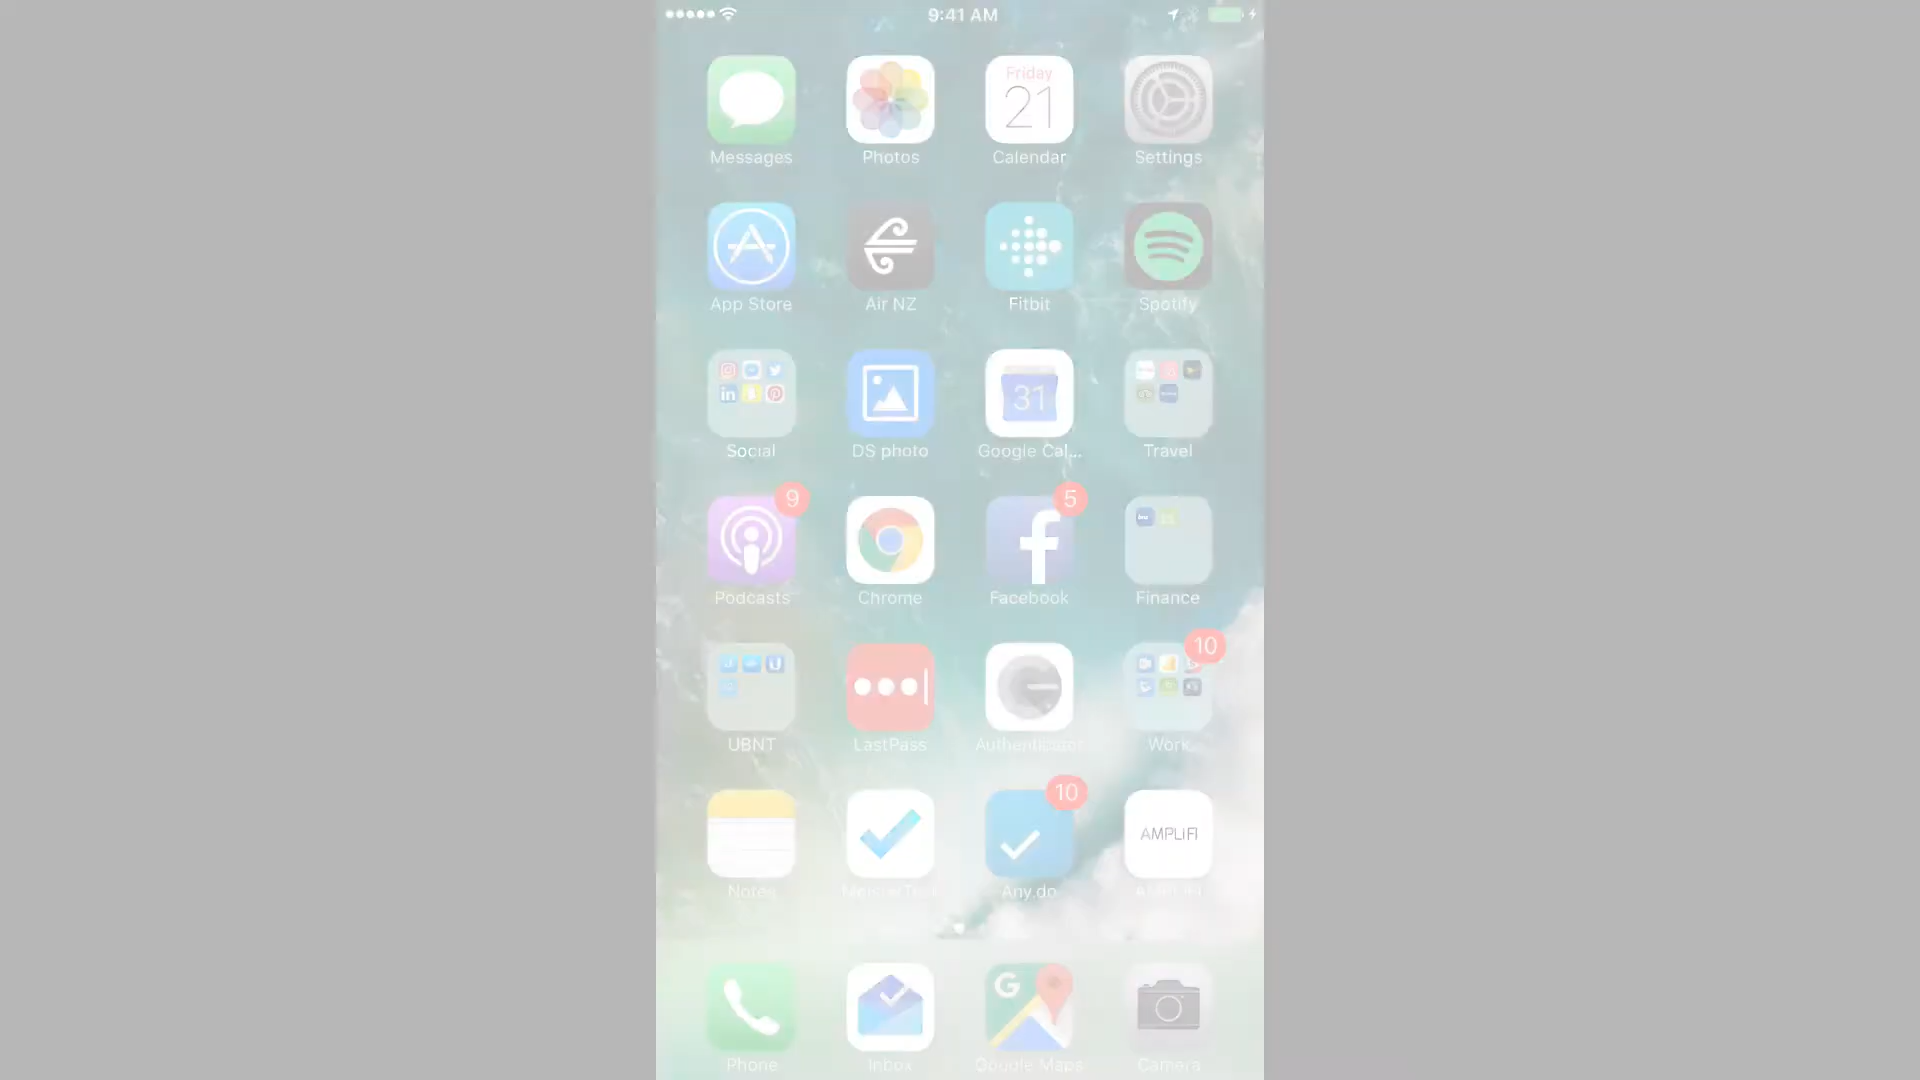 9:41 AM
Friday
21
Messages Photos Calendar Settings
App Store Air NZ Fitbit Spotify
in 31
Social DS photo Google Cal... Travel
9 5
f
Podcasts Chrome Facebook Finance
10
UBNT LastPass Authenticator Work
10
AMPLIFI
Notes MeisterTask Any.do AMPLIFI
G
Phone Inbox Google Maps Camera